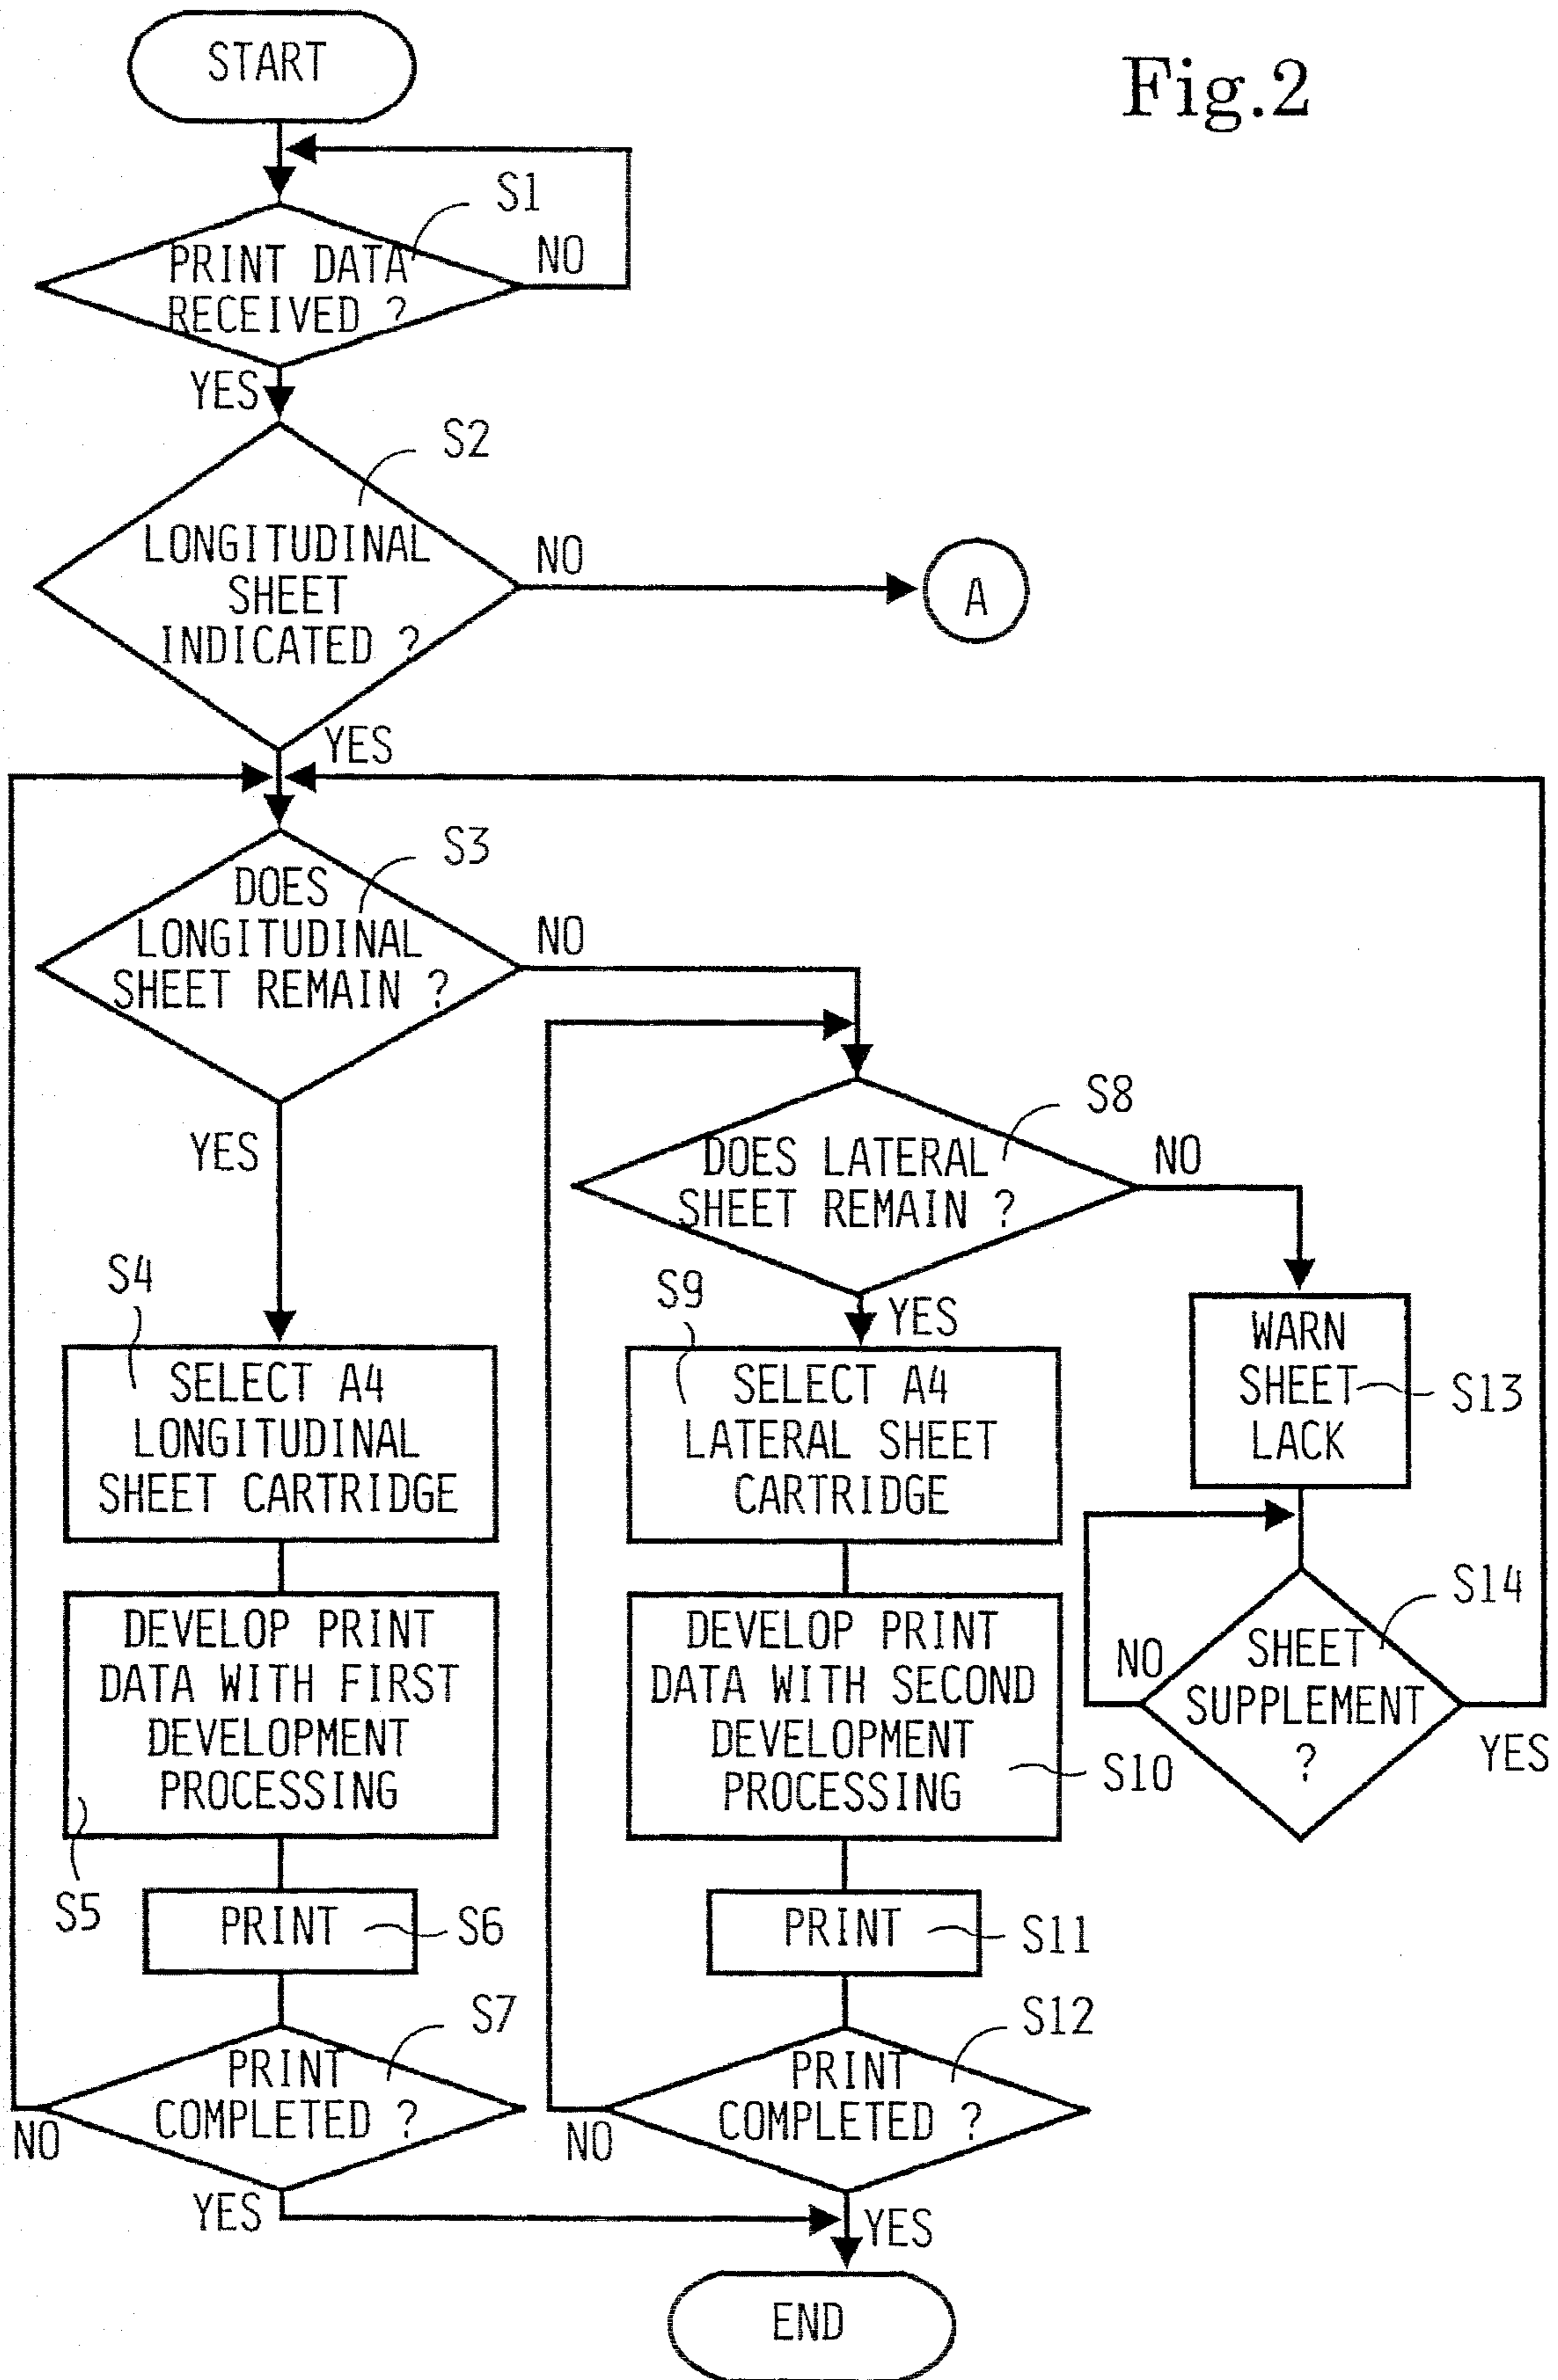 START
Fig.2
S1
PRINT DATA
RECEIVED ?
NO
YES
S2
LONGITUDINAL
SHEET
INDICATED ?
NO
A
YES
S3
DOES
LONGITUDINAL
SHEET REMAIN ?
NO
YES
S8
DOES LATERAL
SHEET REMAIN ?
NO
S4
SELECT A4
LONGITUDINAL
SHEET CARTRIDGE
S9
YES
SELECT A4
LATERAL SHEET
CARTRIDGE
WARN
SHEET
LACK
S13
DEVELOP PRINT
DATA WITH FIRST
DEVELOPMENT
PROCESSING
S5
DEVELOP PRINT
DATA WITH SECOND
DEVELOPMENT
PROCESSING
S10
S14
NO
SHEET
SUPPLEMENT
?
YES
PRINT
S6
PRINT
S11
S7
PRINT
COMPLETED ?
NO
YES
S12
PRINT
COMPLETED ?
NO
YES
END